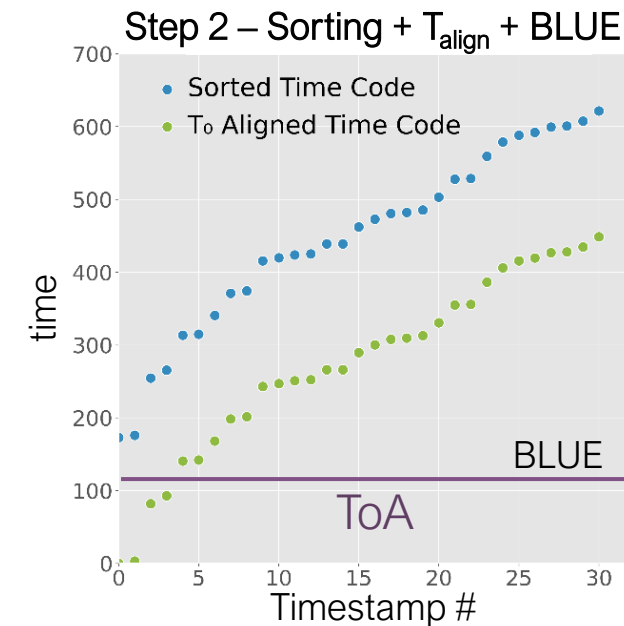 Step 2 – Sorting + Talign + BLUE
700
600
500
400
300
200
100
0
time
Sorted Time Code
T₀ Aligned Time Code
BLUE
ToA
0 5 10 15 20 25 30
Timestamp #